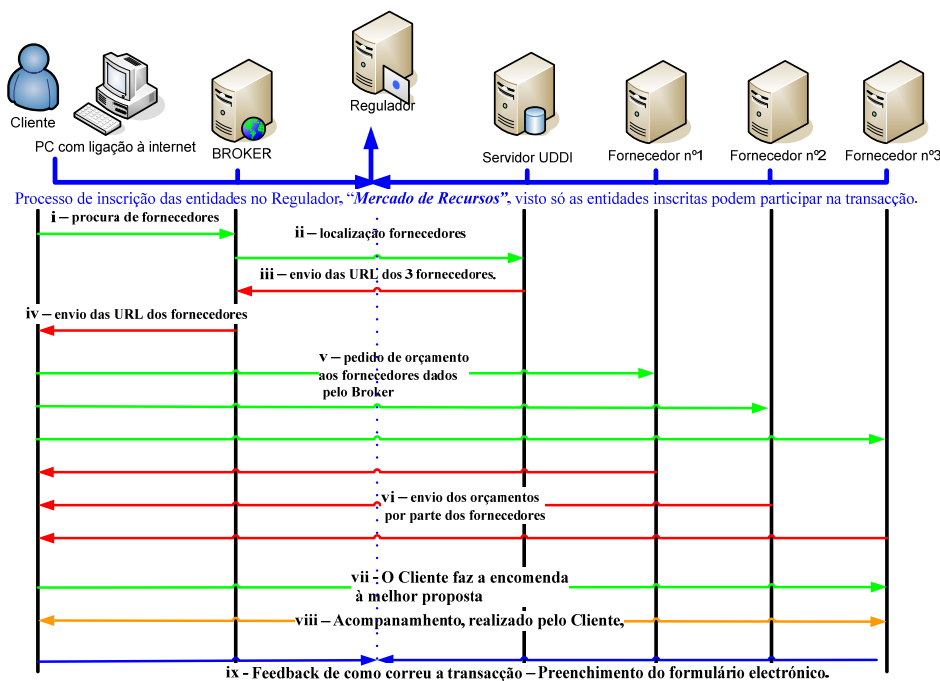 Regulador
Cliente
PC com ligação à internet
BROKER
Servidor UDDI
Fornecedor nº1
Fornecedor nº2
Fornecedor nº3
Processo de inscrição das entidades no Regulador, “Mercado de Recursos”, visto só as entidades inscritas podem participar na transacção.
i – procura de fornecedores
ii – localização fornecedores
iii – envio das URL dos 3 fornecedores.
iv – envio das URL dos fornecedores
v – pedido de orçamento
aos fornecedores dados
pelo Broker
vi – envio dos orçamentos
por parte dos fornecedores
vii - O Cliente faz a encomenda
à melhor proposta
viii – Acompanamhento, realizado pelo Cliente,
ix - Feedback de como correu a transacção – Preenchimento do formulário electrónico.